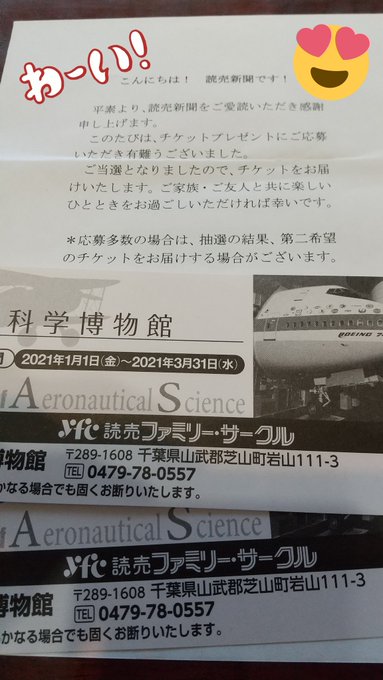 わーい!
こんにちは! 読売新聞です!
平素より、読売新聞をご愛読いただき感謝
申し上げます。
このたびは、チケットプレゼントにご応募
いただき有難うございました。
ご当選となりましたので、チケットをお届
けいたします。ご家族・ご友人と共に楽しい
ひとときをお過ごしいただければ幸いです。
*応募多数の場合は、抽選の結果、第二希望
のチケットをお届けする場合がございます。
科学博物館
BOEING
2021年1月1日(金)~2021年3月31日(水)
Aeronautical Science
yfc 読売ファミリー・サークル
博物館 〒289-1608 千葉県山武郡芝山町岩山111-3
TEL 0479-78-0557
かなる場合でも固くお断りいたします。
Aeronautical Science
yfc 読売ファミリー・サークル
博物館 〒289-1608 千葉県山武郡芝山町岩山111-3
TEL 0479-78-0557
かなる場合でも固くお断りいたします。